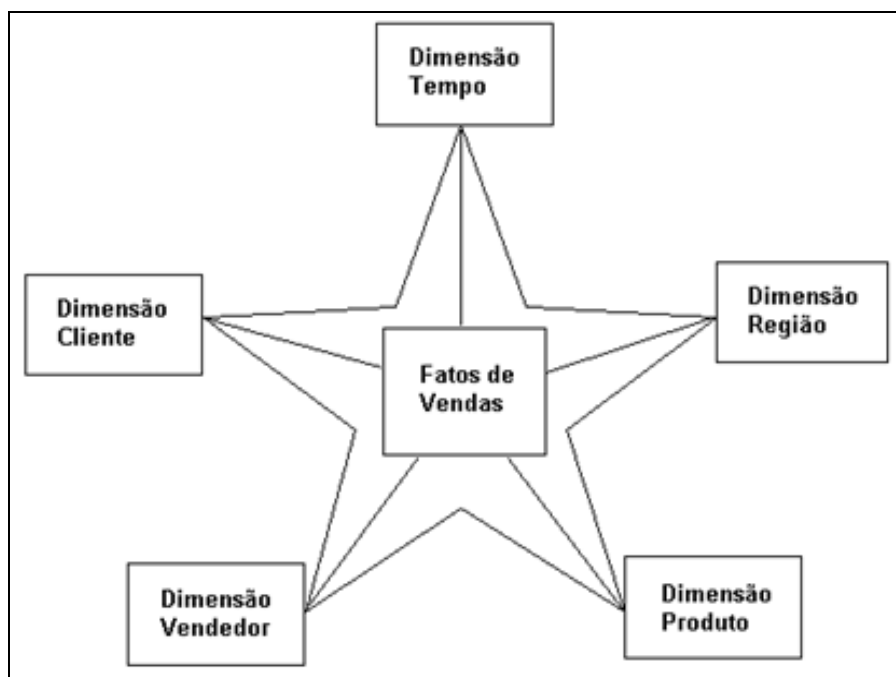 Dimensão
Tempo
Dimensão
Cliente
Dimensão
Região
Fatos de
Vendas
Dimensão
Vendedor
Dimensão
Produto